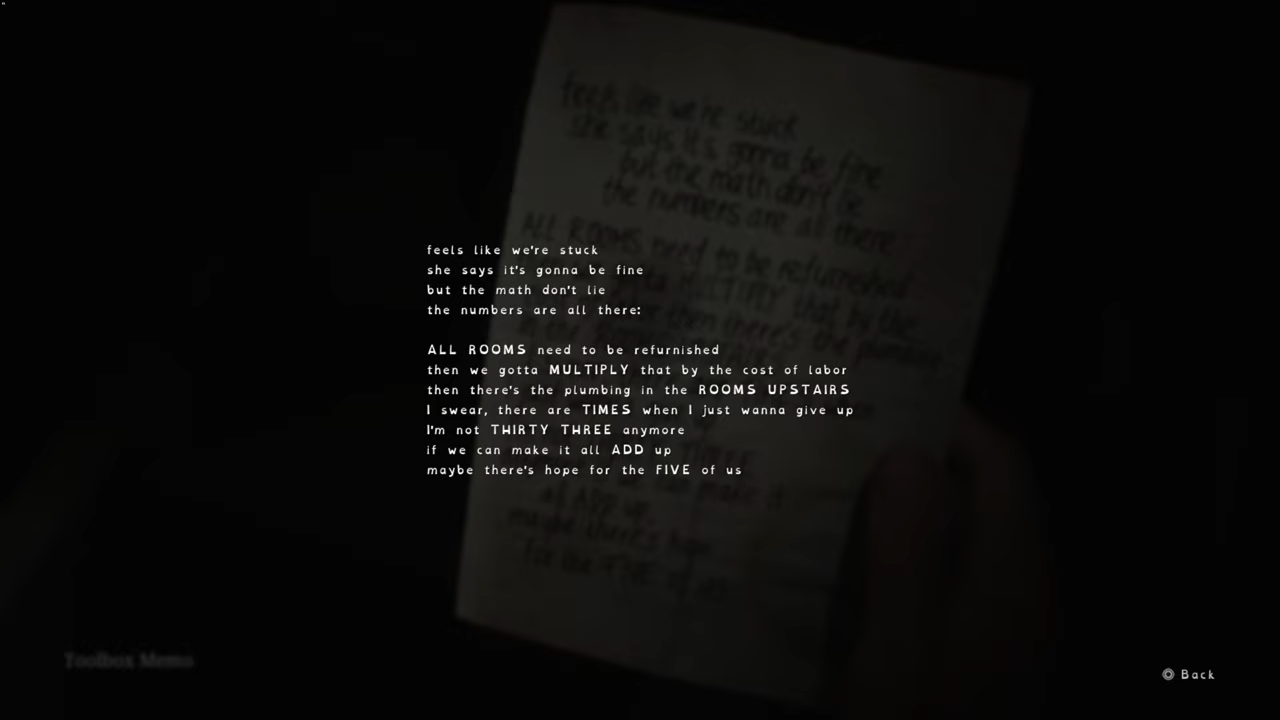 feels like we're stuck
she says it's gonna be fine
but the math don't lie
the numbers are all there:
ALL ROOMS need to be refurnished
then we gotta MULTIPLY that by the cost of labor
then there's the plumbing in the ROOMS UPSTAIRS
I swear, there are TIMES when I just wanna give up
I'm not THIRTY THREE anymore
if we can make it all ADD up
maybe there's hope for the FIVE of us
Toolbox Memo
Back